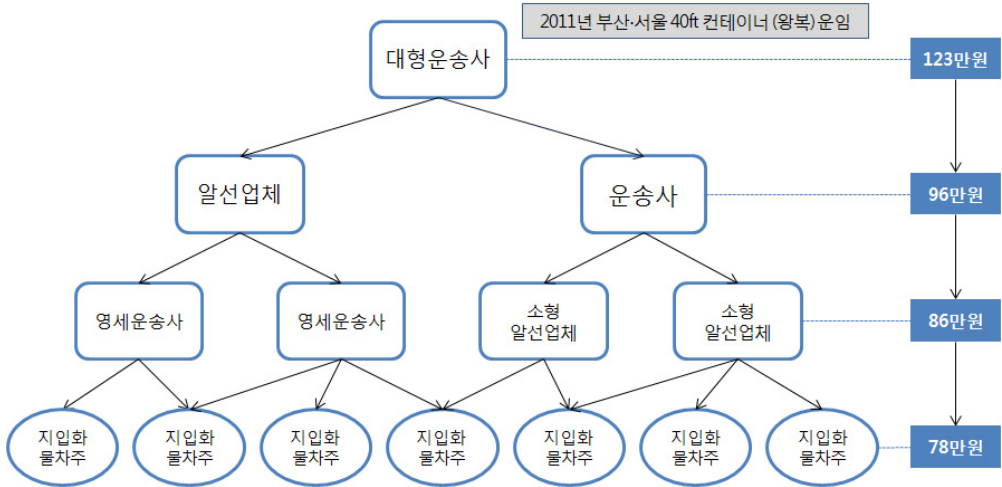 2011년 부산·서울 40ft 컨테이너 (왕복) 운임
대형운송사
123만원
알선업체
운송사
96만원
영세운송사
영세운송사
소형
알선업체
소형
알선업체
86만원
지입화
물차주
지입화
물차주
지입화
물차주
지입화
물차주
지입화
물차주
지입화
물차주
지입화
물차주
78만원